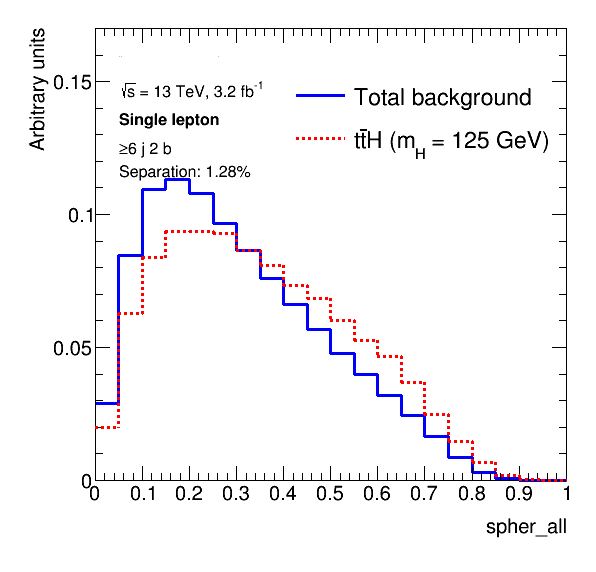 Arbitrary units
0.15
0.1
0.05
0
√s = 13 TeV, 3.2 fb⁻¹
Single lepton
≥6 j 2 b
Separation: 1.28%
Total background
tt̄H (m_H = 125 GeV)
0 0.1 0.2 0.3 0.4 0.5 0.6 0.7 0.8 0.9 1
spher_all